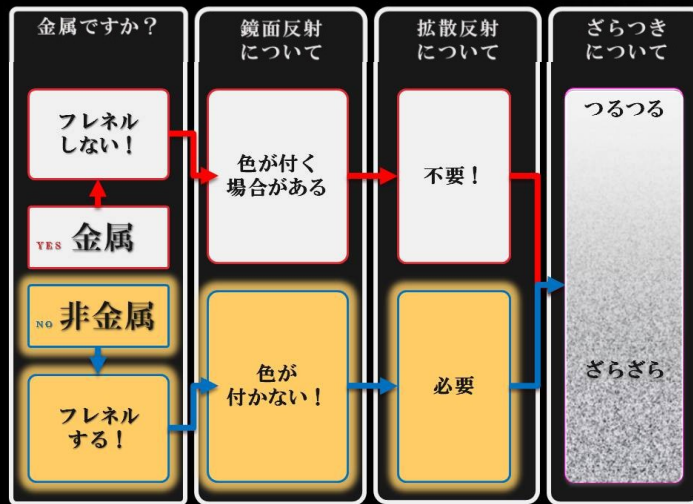 金属ですか？
フレネル
しない！
YES 金属
NO 非金属
フレネル
する！
鏡面反射
について
色が付く
場合がある
色が
付かない！
拡散反射
について
不要！
必要
ざらつき
について
つるつる
ざらざら